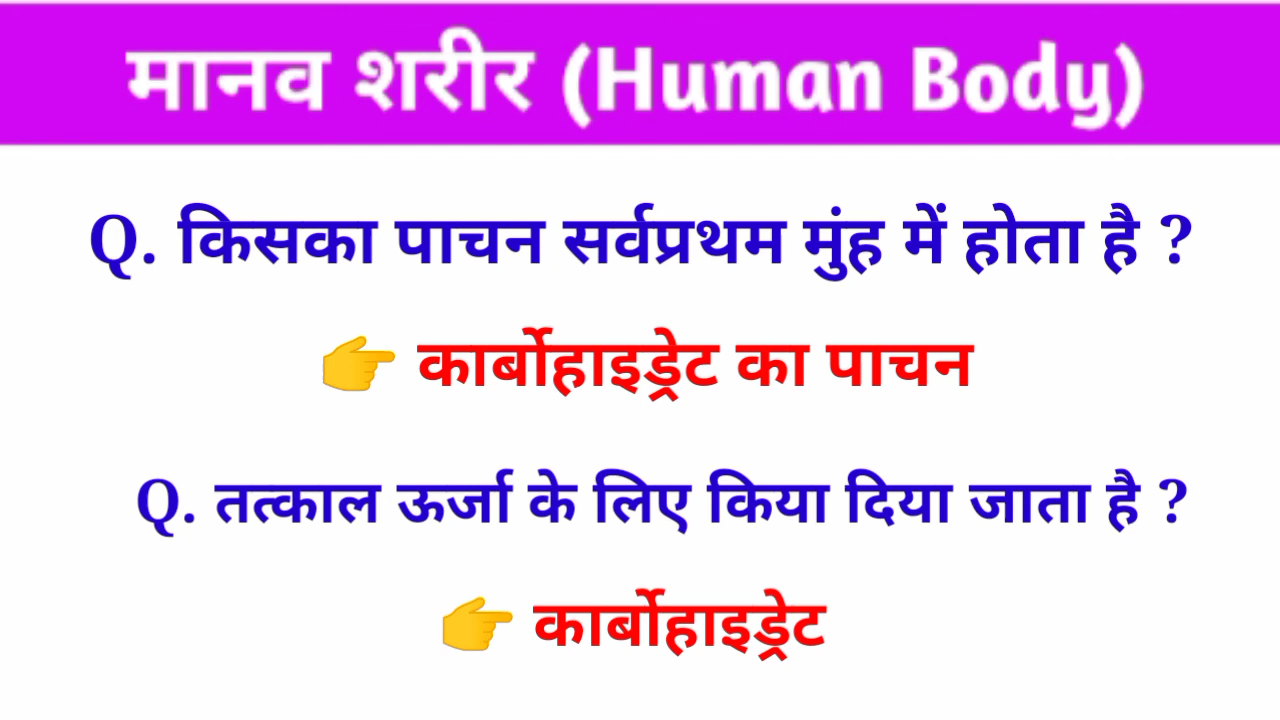 मानव शरीर (Human Body)
Q. किसका पाचन सर्वप्रथम मुंह में होता है ?
👉 कार्बोहाइड्रेट का पाचन
Q. तत्काल ऊर्जा के लिए किया दिया जाता है ?
👉 कार्बोहाइड्रेट